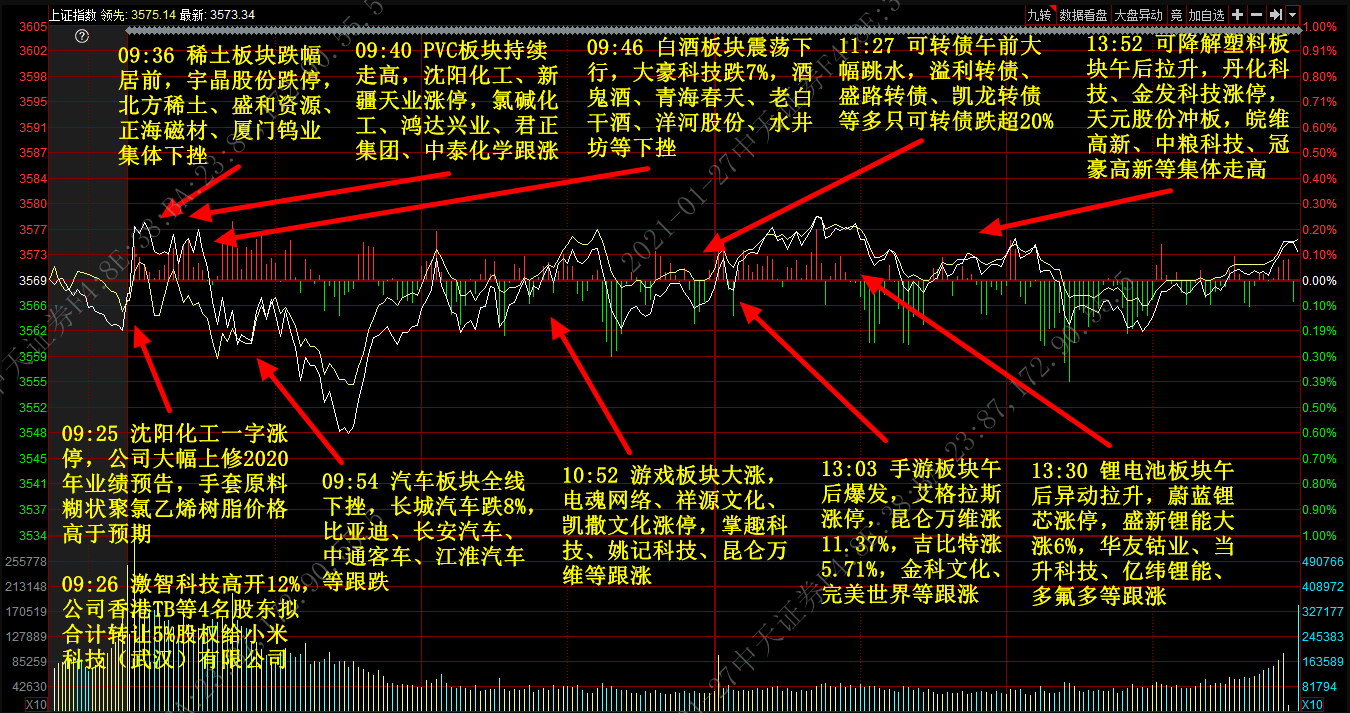 上证指数 领先: 3575.14 最新: 3573.34
九转 数据看盘 大盘异动 竞 加自选
3605
3602
3598
3595
3591
3587
3584
3580
3577
3573
3569
3566
3562
3559
3555
3552
3548
3545
3541
3537
3534
255778
213148
170519
127889
85259
42630
X10
09:36 稀土板块跌幅
居前，宇晶股份跌停，
北方稀土、盛和资源、
正海磁材、厦门钨业
集体下挫
09:40 PVC板块持续
走高，沈阳化工、新
疆天业涨停，氯碱化
工、鸿达兴业、君正
集团、中泰化学跟涨
09:46 白酒板块震荡下
行，大豪科技跌7%，酒
鬼酒、青海春天、老白
干酒、洋河股份、水井
坊等下挫
11:27 可转债午前大
幅跳水，溢利转债、
盛路转债、凯龙转债
等多只可转债跌超20%
13:52 可降解塑料板
块午后拉升，丹化科
技、金发科技涨停，
天元股份冲板，皖维
高新、中粮科技、冠
豪高新等集体走高
09:25 沈阳化工一字涨
停，公司大幅上修2020
年业绩预告，手套原料
糊状聚氯乙烯树脂价格
高于预期
09:26 激智科技高开12%，
公司香港TB等4名股东拟
合计转让5%股权给小米
科技（武汉）有限公司
09:54 汽车板块全线
下挫，长城汽车跌8%，
比亚迪、长安汽车、
中通客车、江淮汽车
等跟跌
10:52 游戏板块大涨，
电魂网络、祥源文化、
凯撒文化涨停，掌趣科
技、姚记科技、昆仑万
维等跟涨
13:03 手游板块午
后爆发，艾格拉斯
涨停，昆仑万维涨
11.37%，吉比特涨
5.71%，金科文化、
完美世界等跟涨
13:30 锂电池板块午
后异动拉升，蔚蓝锂
芯涨停，盛新锂能大
涨6%，华友钴业、当
升科技、亿纬锂能、
多氟多等跟涨
1.00%
0.91%
0.80%
0.71%
0.60%
0.50%
0.40%
0.30%
0.20%
0.10%
0.00%
0.10%
0.19%
0.30%
0.39%
0.50%
0.60%
0.70%
0.80%
0.90%
1.00%
490766
408972
327177
245383
163589
81794
X10